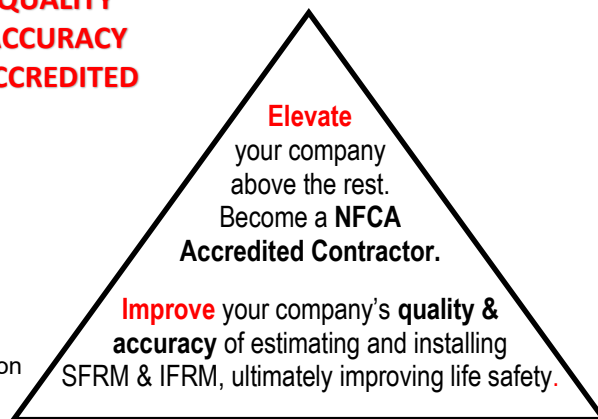 QUALITY
ACCURACY
ACCREDITED
Elevate
your company
above the rest.
Become a NFCA
Accredited Contractor.
Improve your company's quality &
accuracy of estimating and installing
on
SFRM & IFRM, ultimately improving life safety.